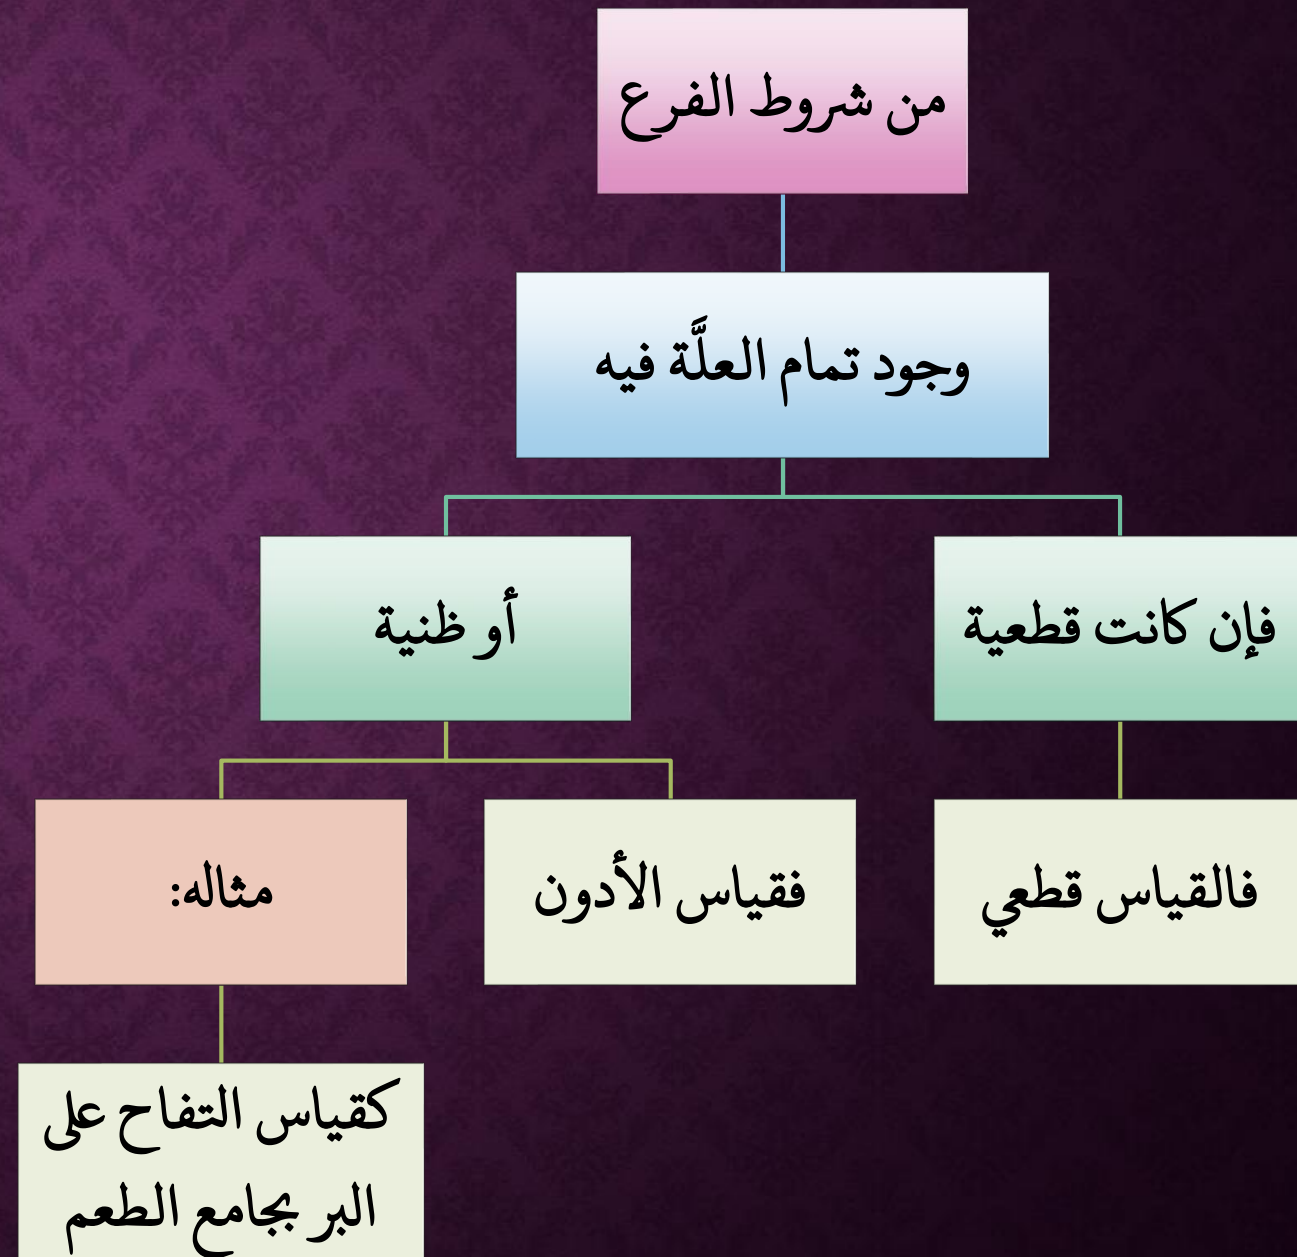 من شروط الفرع
وجود تمام العلَّة فيه
فإن كانت قطعية
أو ظنية
فالقياس قطعي
فقياس الأدون
مثاله:
كقياس التفاح على
البر بجامع الطعم